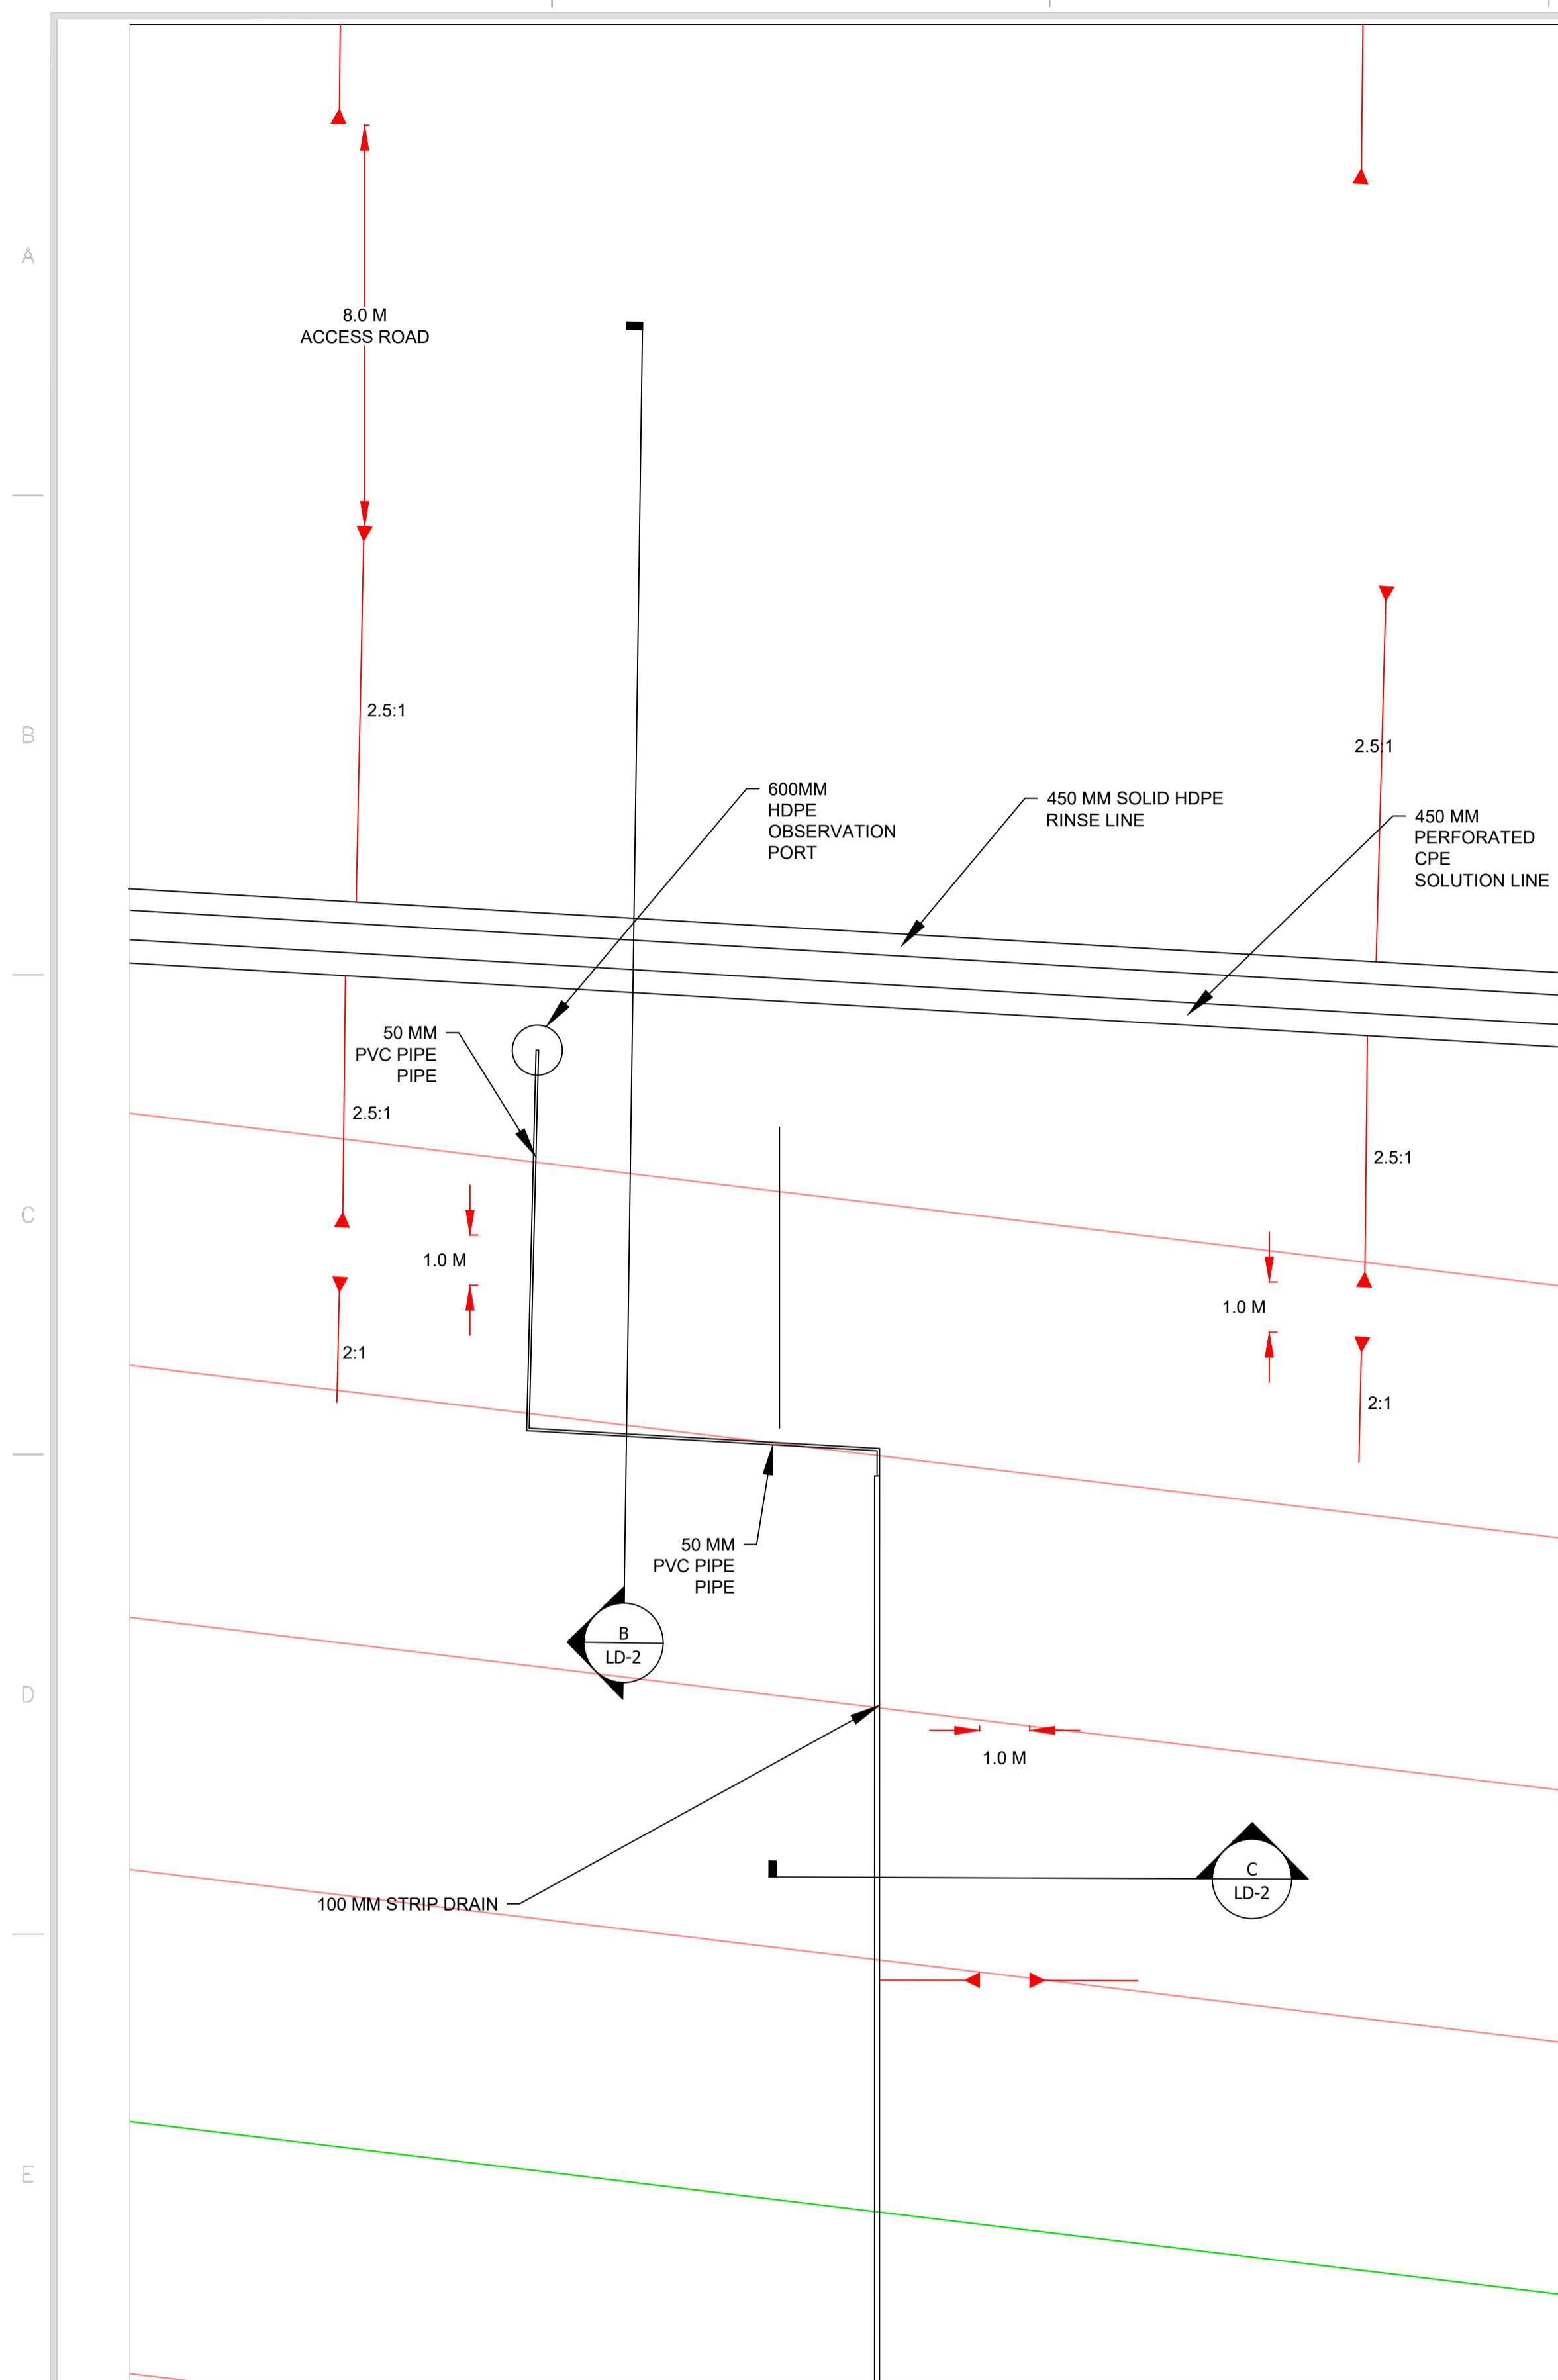 A
8.0 M
ACCESS ROAD
B
2.5:1
2.5:1
600MM
HDPE
OBSERVATION
PORT
450 MM SOLID HDPE
RINSE LINE
450 MM
PERFORATED
CPE
SOLUTION LINE
50 MM
PVC PIPE
PIPE
2.5:1
2.5:1
C
1.0 M
1.0 M
2:1
2:1
50 MM
PVC PIPE
PIPE
B
LD-2
D
1.0 M
C
LD-2
100 MM STRIP DRAIN
E